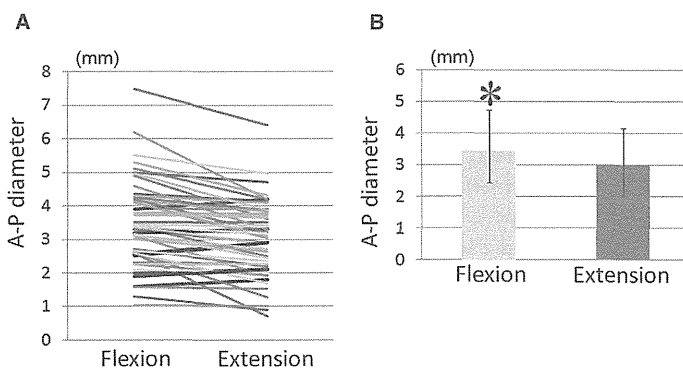 A
(mm)
8
7
6
5
4
3
2
1
0
A-P diameter
Flexion
Extension
B
(mm)
6
5
4
3
2
1
0
A-P diameter
*
Flexion
Extension